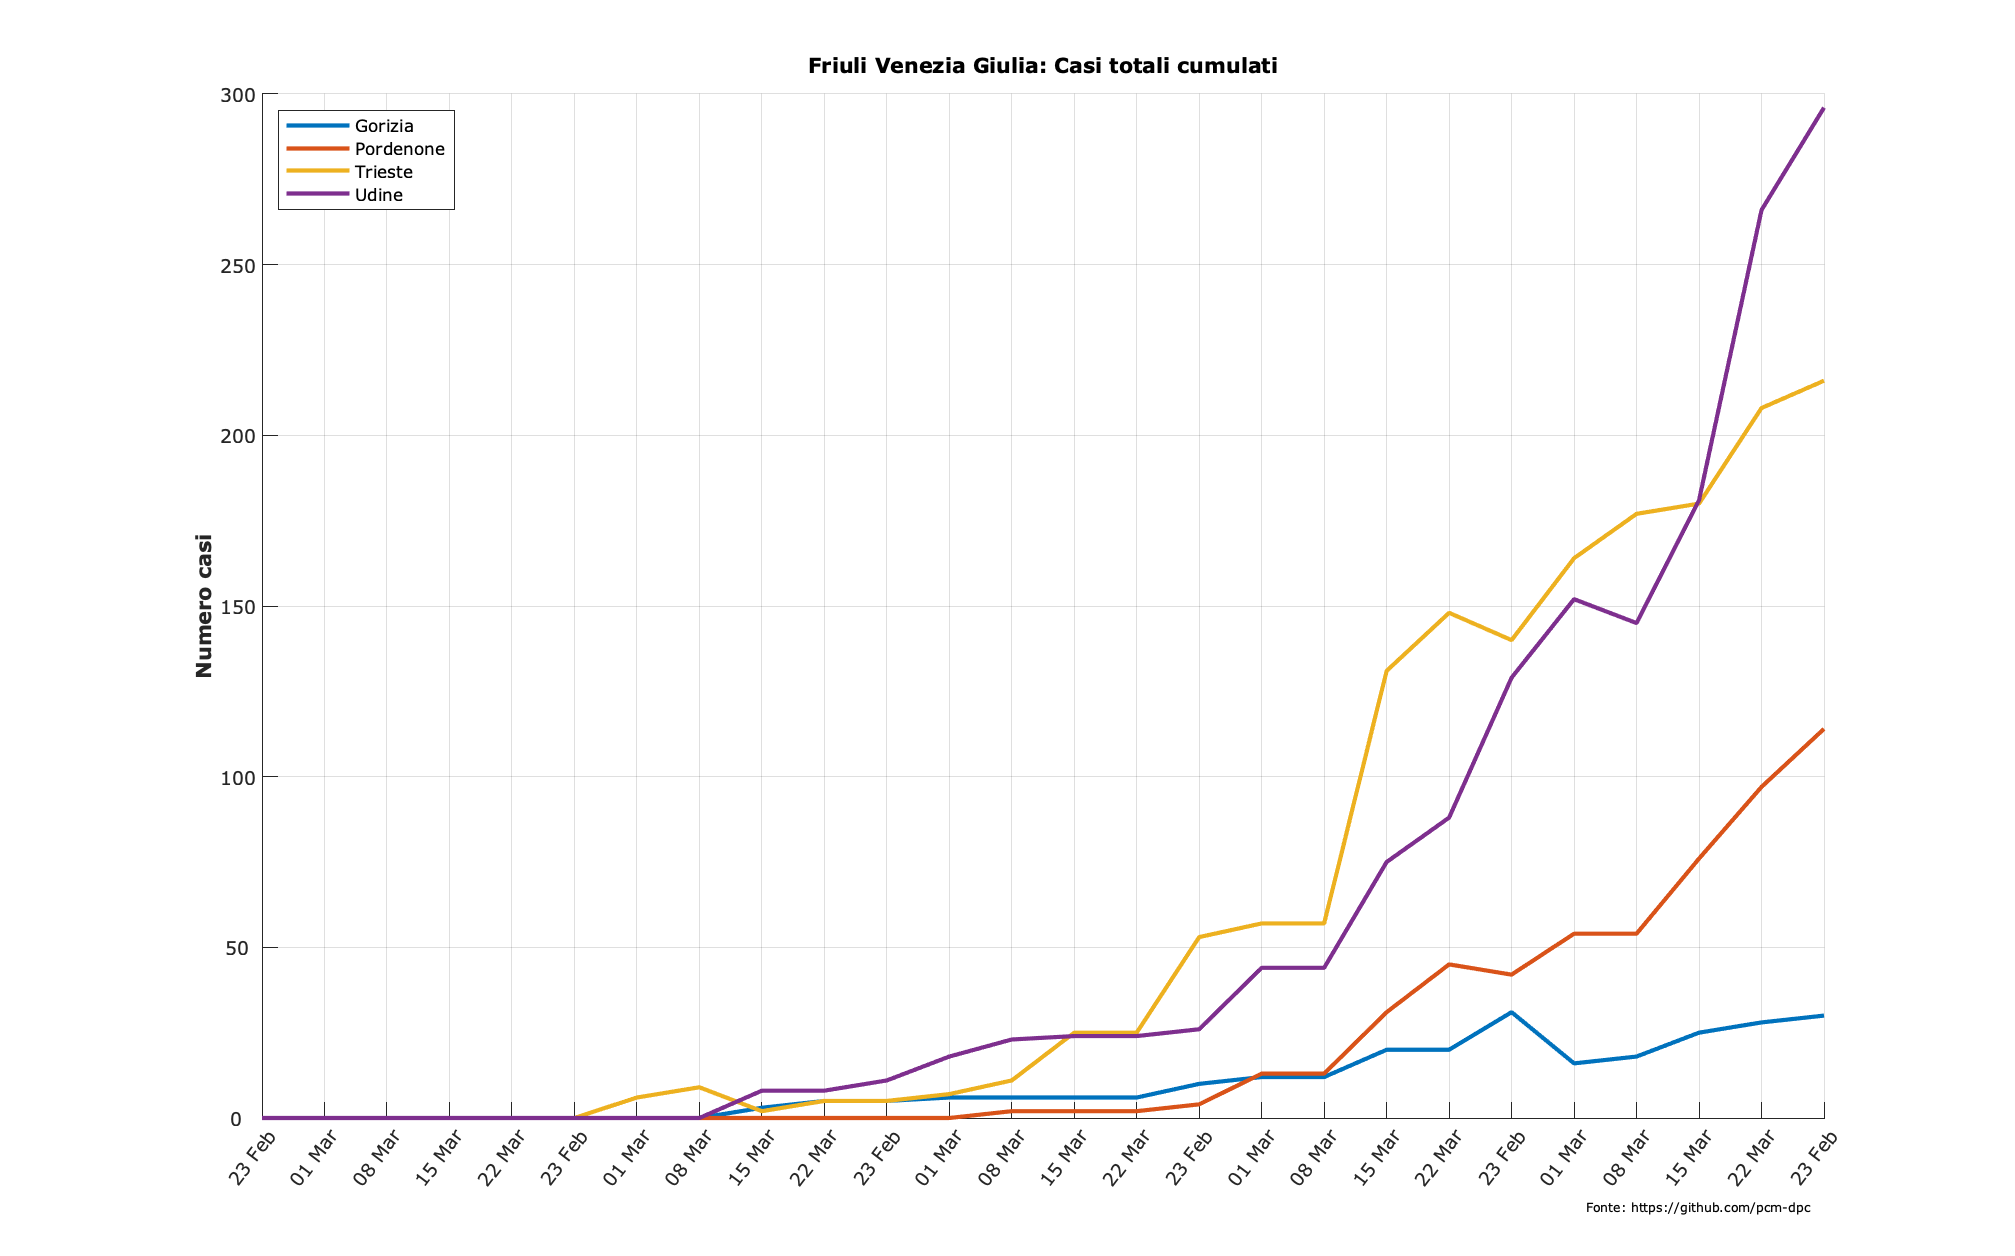 Friuli Venezia Giulia: Casi totali cumulati
Gorizia
Pordenone
Trieste
Udine
Numero casi
300
250
200
150
100
50
0
23 Feb
01 Mar
08 Mar
15 Mar
22 Mar
23 Feb
01 Mar
08 Mar
15 Mar
22 Mar
23 Feb
01 Mar
08 Mar
15 Mar
22 Mar
23 Feb
01 Mar
08 Mar
15 Mar
22 Mar
23 Feb
01 Mar
08 Mar
15 Mar
22 Mar
23 Feb
Fonte: https://github.com/pcm-dpc